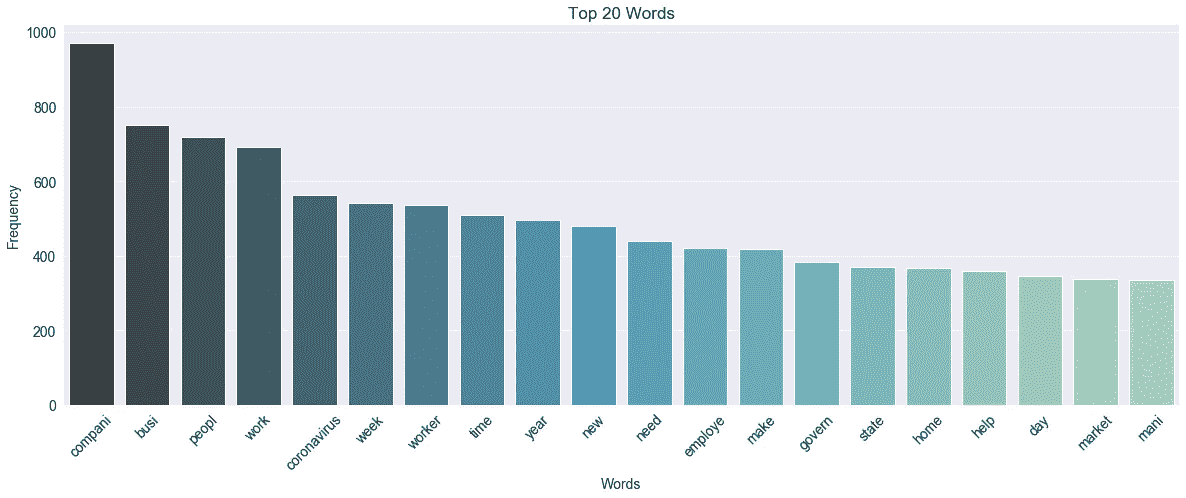 Top 20 Words
Frequency
1000
800
600
400
200
0
compani
busi
peopl
work
coronavirus
week
worker
time
year
new
need
employe
make
govern
state
home
help
day
market
mani
Words